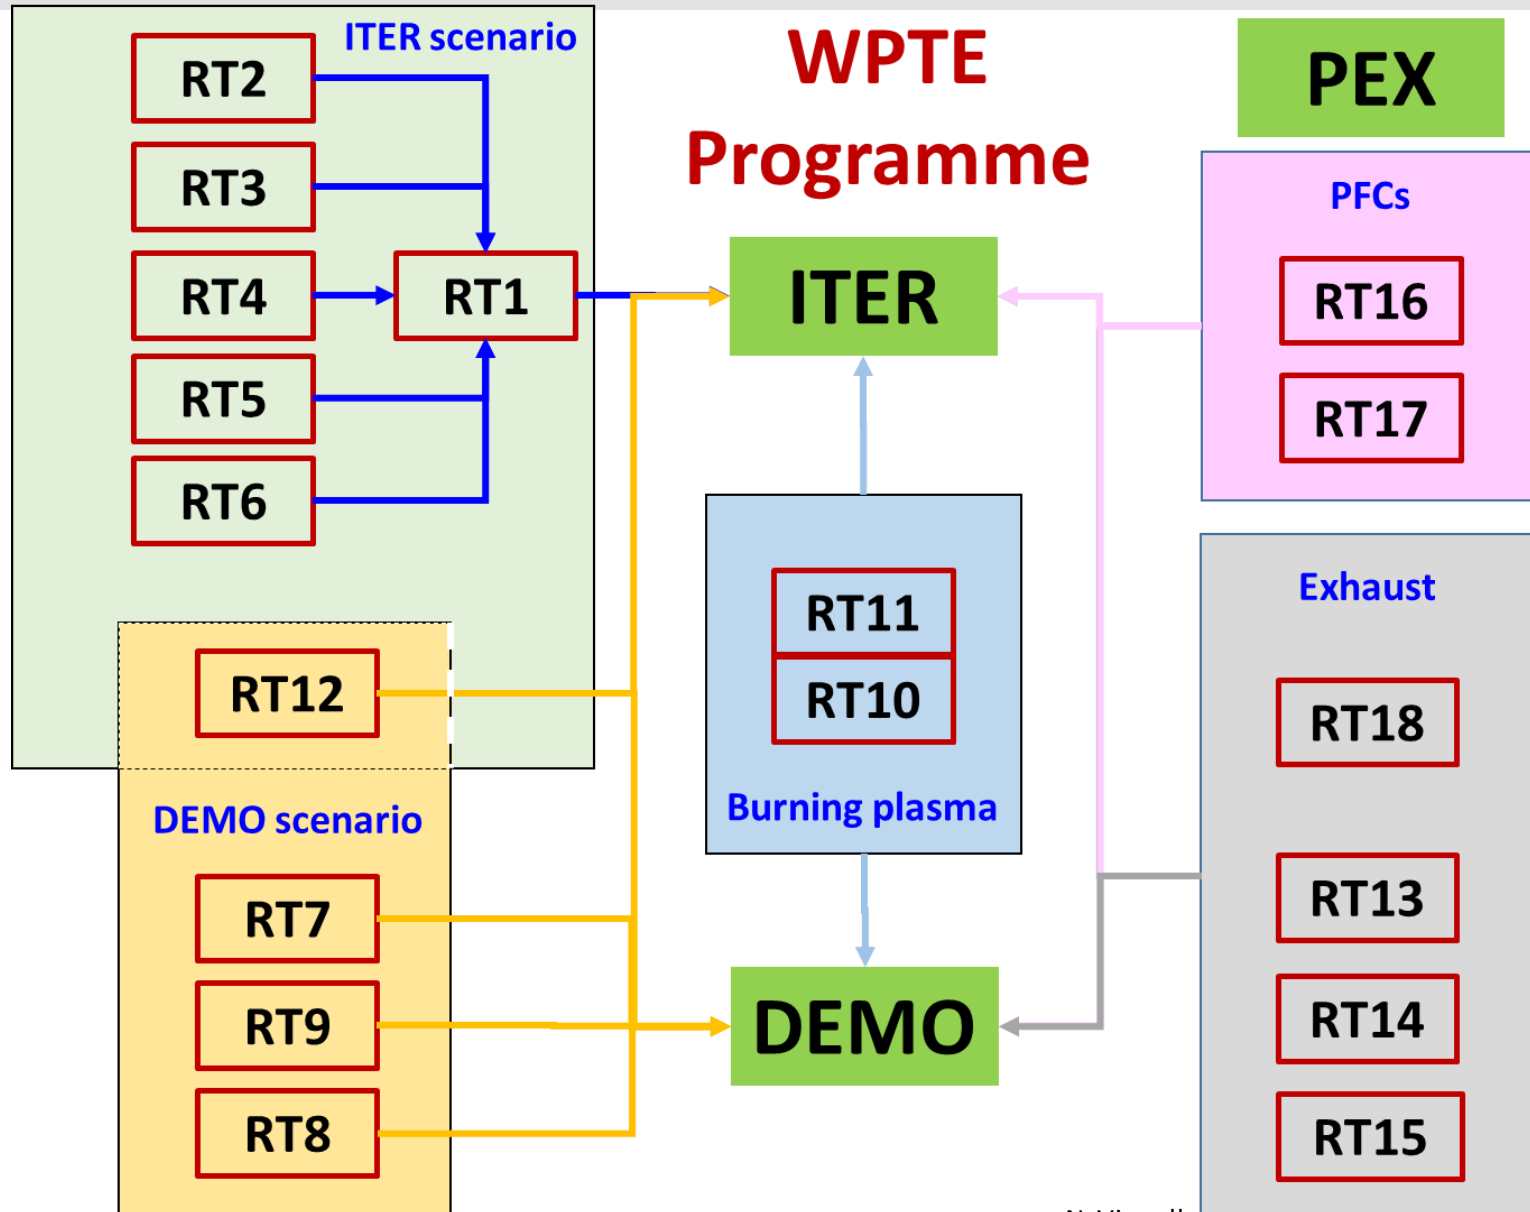 ITER scenario
RT2
RT3
RT4
RT1
RT5
RT6
RT12
DEMO scenario
RT7
RT9
RT8
WPTE
Programme
ITER
RT11
RT10
Burning plasma
DEMO
PEX
PFCs
RT16
RT17
Exhaust
RT18
RT13
RT14
RT15